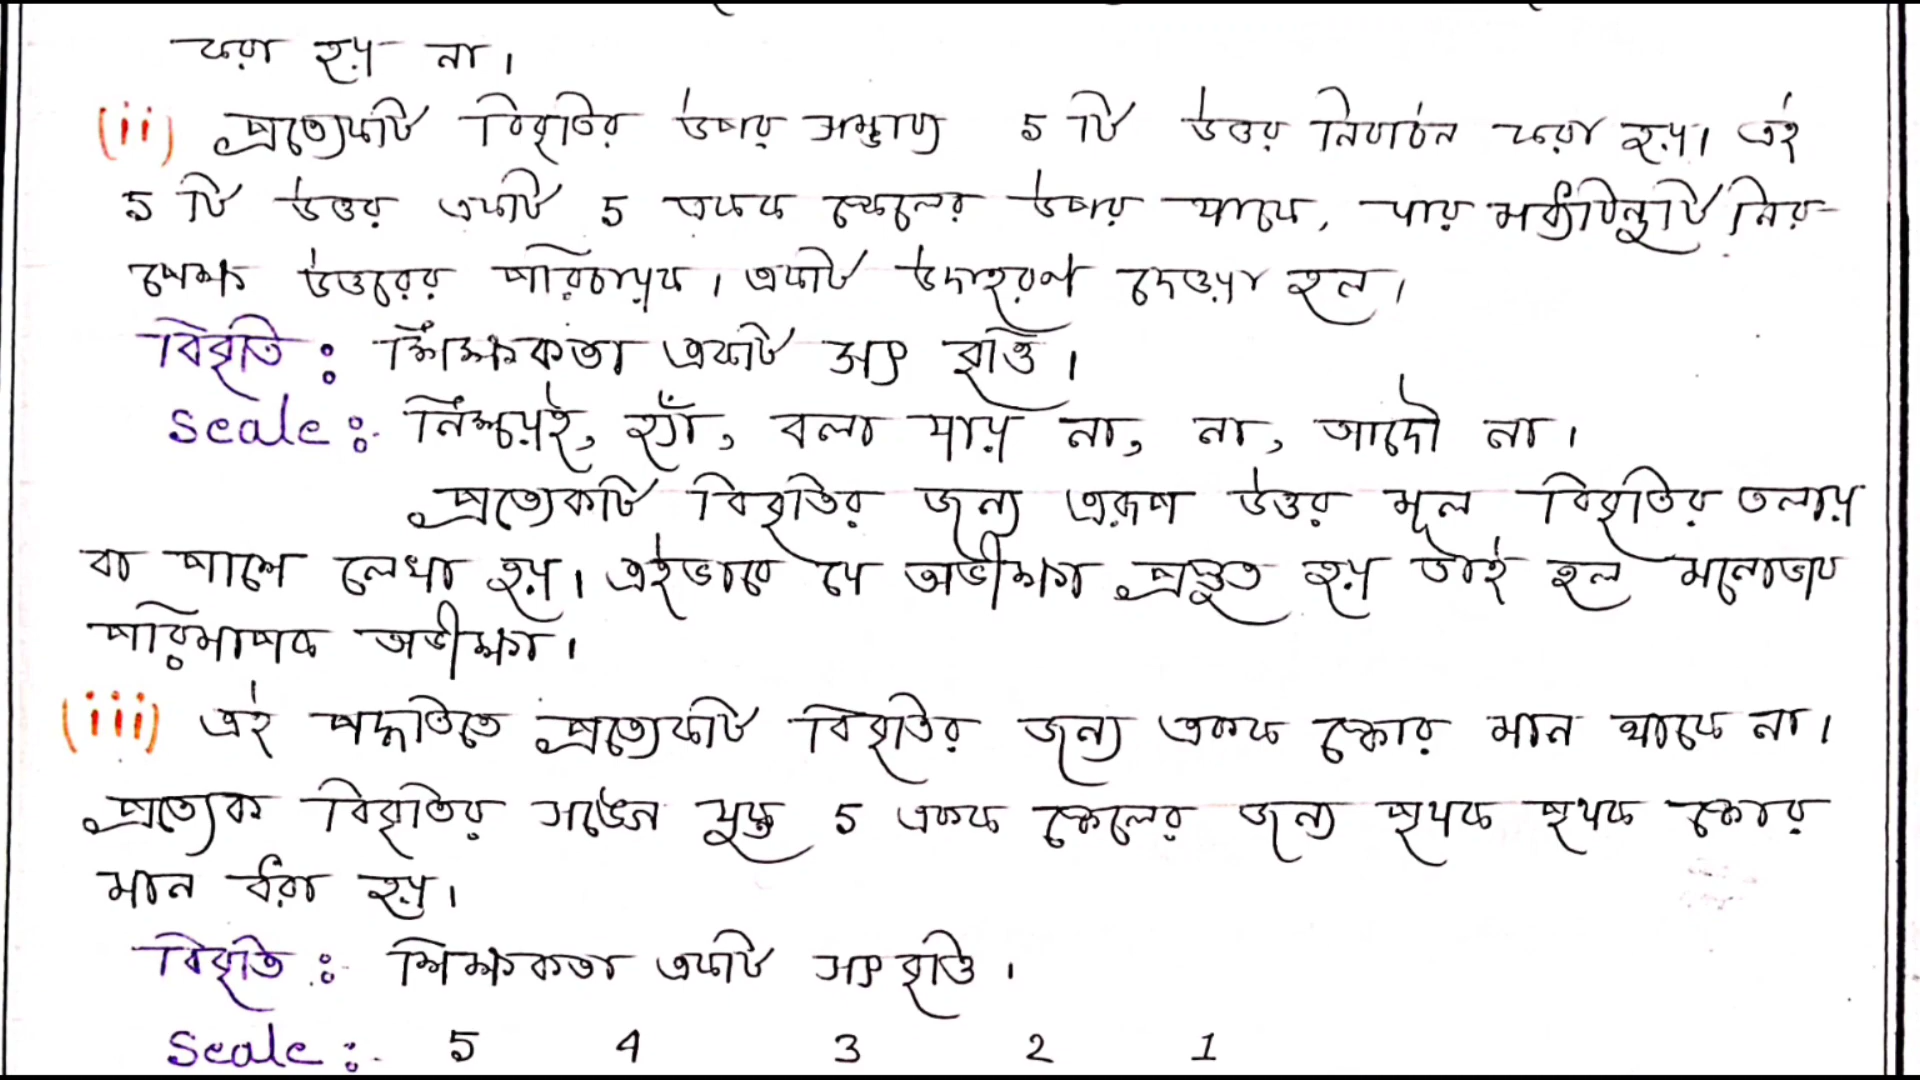 করা হয় না।
(ii) প্রত্যেকটি বিবৃতির উপর সম্ভাব্য 5 টি উত্তর নির্বাচন করা হয়। এই
5 টি উত্তর একটি 5 একক স্কেলের উপর থাকে, যার মধ্যবিন্দুটি নির-
পেক্ষ উত্তরের পরিচায়ক। একটি উদাহরণ দেওয়া হল।
বিবৃতি : শিক্ষকতা একটি সৎ বৃত্তি।
Scale : নিশ্চয়ই, হ্যাঁ, বলা যায় না, না, আদৌ না।
প্রত্যেকটি বিবৃতির জন্য এরূপ উত্তর মূল বিবৃতির তলায়
বা পাশে লেখা হয়। এইভাবে যে অভীক্ষা প্রস্তুত হয় তাই হল মনোভাব
পরিমাপক অভীক্ষা।
(iii) এই পদ্ধতিতে প্রত্যেকটি বিবৃতির জন্য একক স্কোর মান থাকে না।
প্রত্যেক বিবৃতির সঙ্গে যুক্ত 5 একক স্কেলের জন্য পৃথক পৃথক স্কোর
মান ধরা হয়।
বিবৃতি : শিক্ষকতা একটি সৎ বৃত্তি।
Scale : 5 4 3 2 1